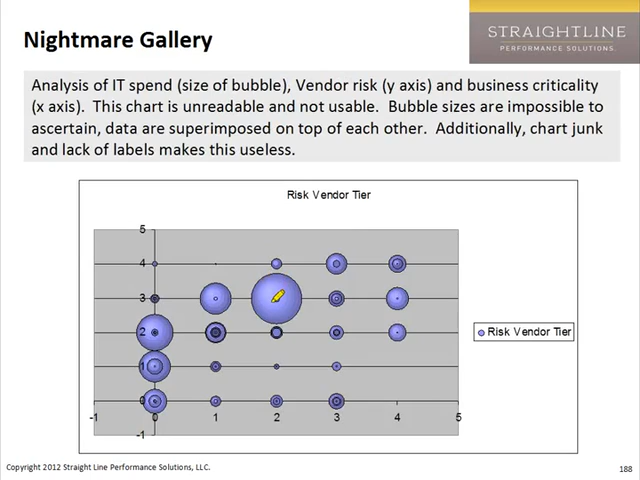 Nightmare Gallery
STRAIGHTLINE
PERFORMANCE SOLUTIONS
Analysis of IT spend (size of bubble), Vendor risk (y axis) and business criticality
(x axis).  This chart is unreadable and not usable.  Bubble sizes are impossible to
ascertain, data are superimposed on top of each other.  Additionally, chart junk
and lack of labels makes this useless.
Risk Vendor Tier
5
4
3
2
1
0
-1 0 1 2 3 4 5
-1
Risk Vendor Tier
Copyright 2012 Straight Line Performance Solutions, LLC.
188